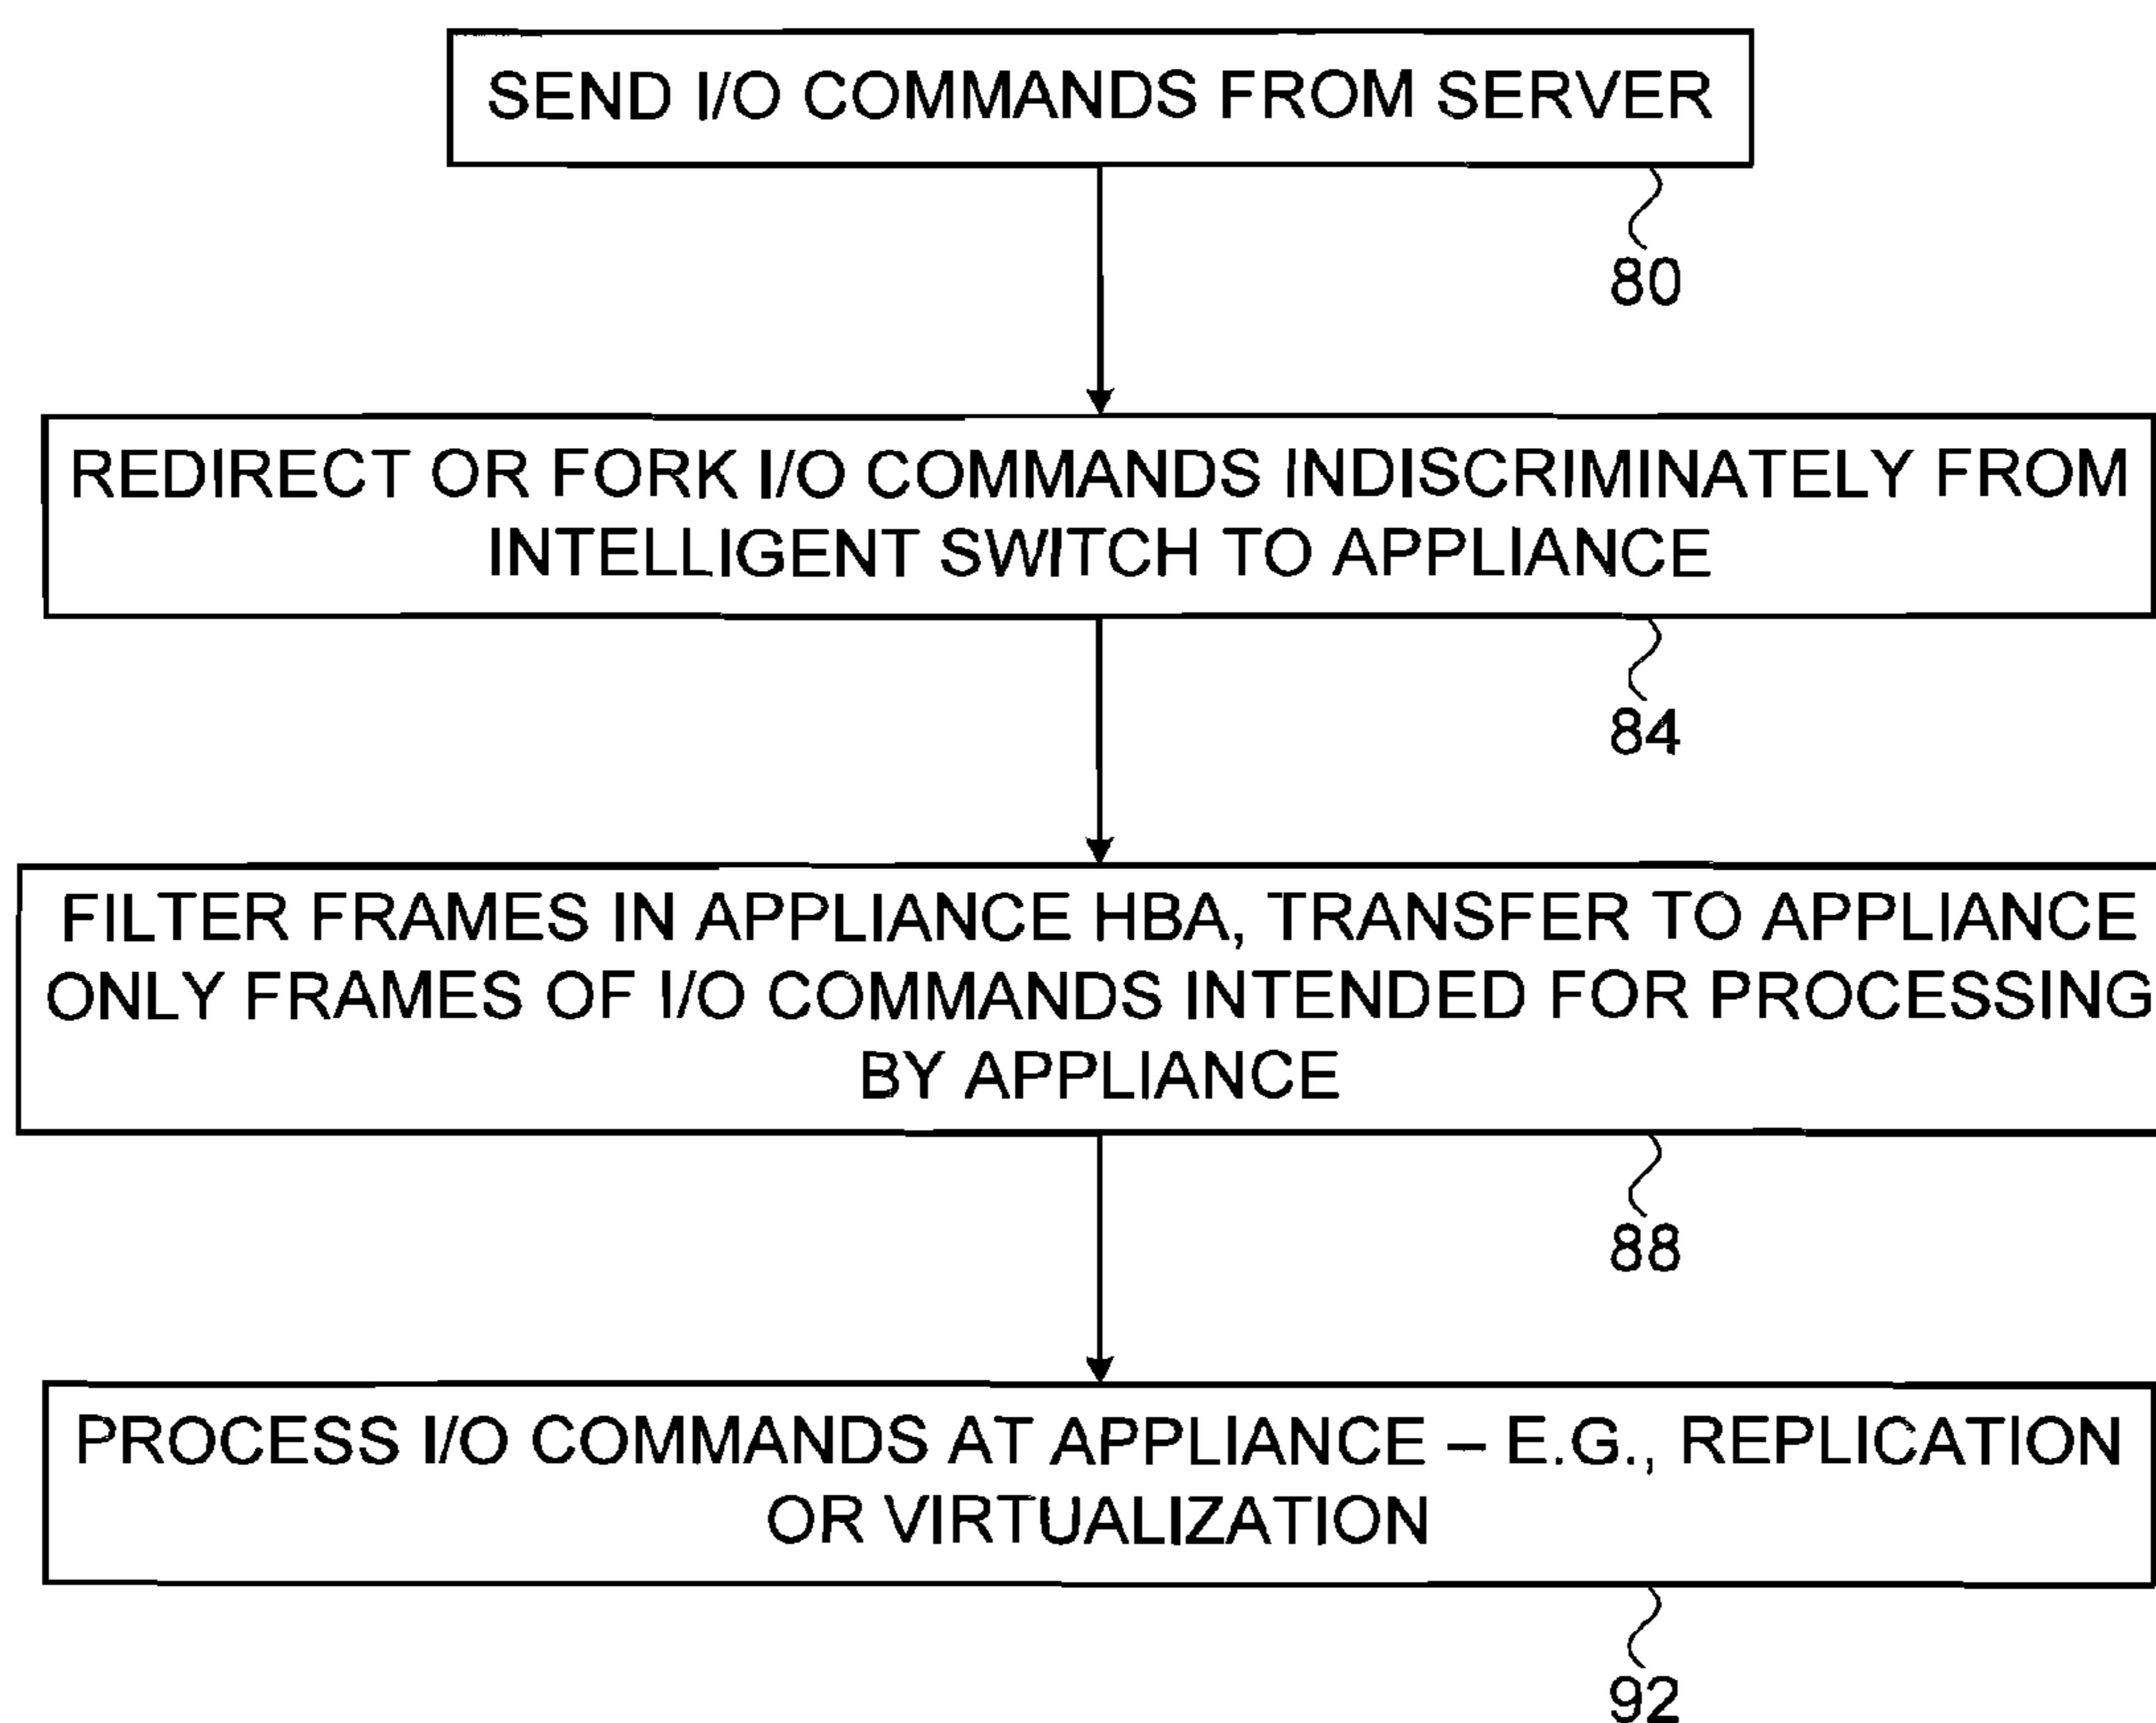 SEND I/O COMMANDS FROM SERVER
80
REDIRECT OR FORK I/O COMMANDS INDISCRIMINATELY FROM
INTELLIGENT SWITCH TO APPLIANCE
84
FILTER FRAMES IN APPLIANCE HBA, TRANSFER TO APPLIANCE
ONLY FRAMES OF I/O COMMANDS INTENDED FOR PROCESSING
BY APPLIANCE
88
PROCESS I/O COMMANDS AT APPLIANCE – E.G., REPLICATION
OR VIRTUALIZATION
92